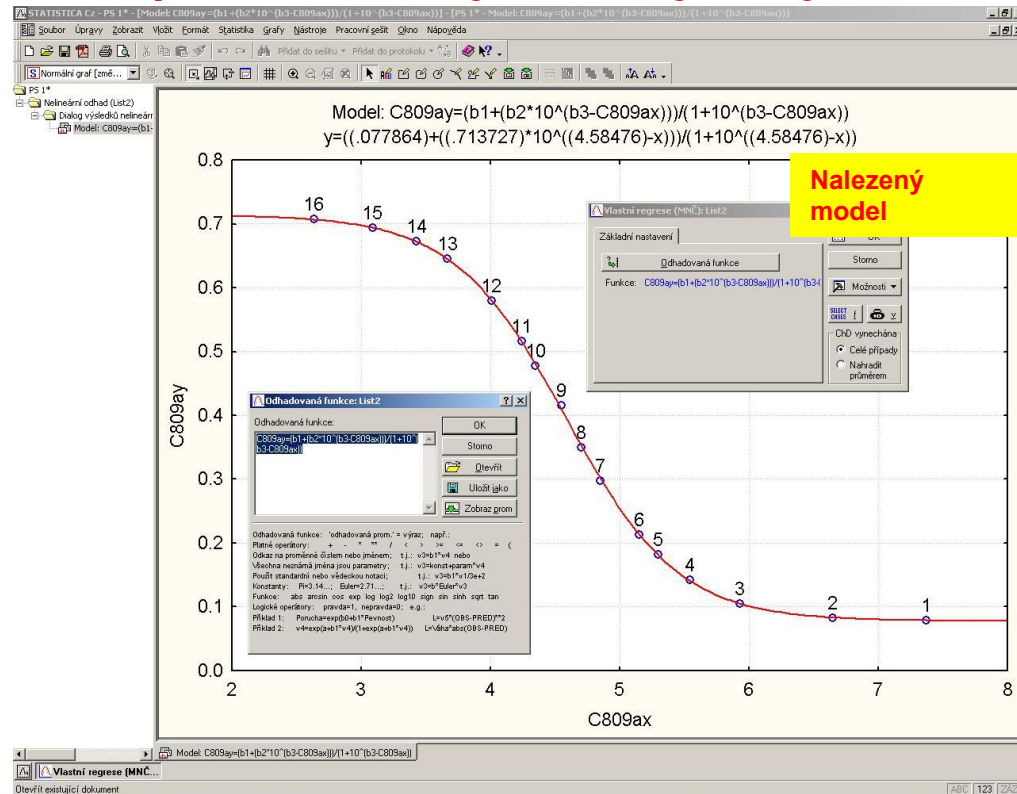 STATISTICA Cz - PS 1* - [Model: C809ay=(b1+(b2*10^(b3-C809ax)))/(1+10^(b3-C809ax))] - [PS 1* - Model: C809ay=(b1+(b2*10^(b3-C809ax)))/(1+10^(b3-C809ax))]
Soubor Úpravy Zobrazit Vložit Formát Statistika Grafy Nástroje Pracovní sešit Okno Nápověda
Přidat do sešitu Přidat do protokolu
Normální graf [změ...
PS 1*
Nelineární odhad (List2)
Dialog výsledků nelineárr
Model: C809ay=(b1-
Model: C809ay=(b1+(b2*10^(b3-C809ax)))/(1+10^(b3-C809ax))
y=((.077864)+((.713727)*10^((4.58476)-x)))/(1+10^((4.58476)-x))
Nalezený
model
0.8
0.7
0.6
0.5
0.4
0.3
0.2
0.1
0.0
C809ay
16
15
14
13
12
11
10
9
8
7
6
5
4
3
2
1
2 3 4 5 6 7 8
C809ax
Vlastní regrese (MNČ): List2
Základní nastavení
Odhadovaná funkce
Funkce: C809ay=(b1+(b2*10^(b3-C809ax)))/(1+10^(b3-(
OK
Storno
Možnosti
SELECT CASES
ChD vynechána
Celé případy
Nahradit
průměrem
Odhadovaná funkce: List2
Odhadovaná funkce:
C809ay=(b1+(b2*10^(b3-C809ax)))/(1+10^(
b3-C809ax))
OK
Storno
Otevřít
Uložit jako
Zobraz prom
Odhadovaná funkce: 'odhadovaná prom.' = výraz; např.:
Platné operátory: + - * ** / < > >= <= <> = (
Odkaz na proměnné číslem nebo jménem; t.j.: v3=b1*v4 nebo
Všechna neznámá jména jsou parametry; t.j.: v3=konst+param*v4
Použít standardní nebo vědeckou notaci; t.j.: v3=b1*v1/3e+2
Konstanty: Pi=3.14...; Euler=2.71...; t.j.: v3=b*Euler*v3
Funkce: abs arcsin cos exp log log2 log10 sign sin sinh sqrt tan
Logické operátory: pravda=1, nepravda=0; e.g.:
Příklad 1: Porucha=exp(b0+b1*Pevnost) L=v5*(OBS-PRED)**2
Příklad 2: v4=exp(a+b1*v4)/(1+exp(a+b1*v4))
Model: C809ay=(b1+(b2*10^(b3-C809ax)))/(1+10^(b3-C809ax))
Vlastní regrese (MNČ...
Otevřít existující dokument
ABC 123